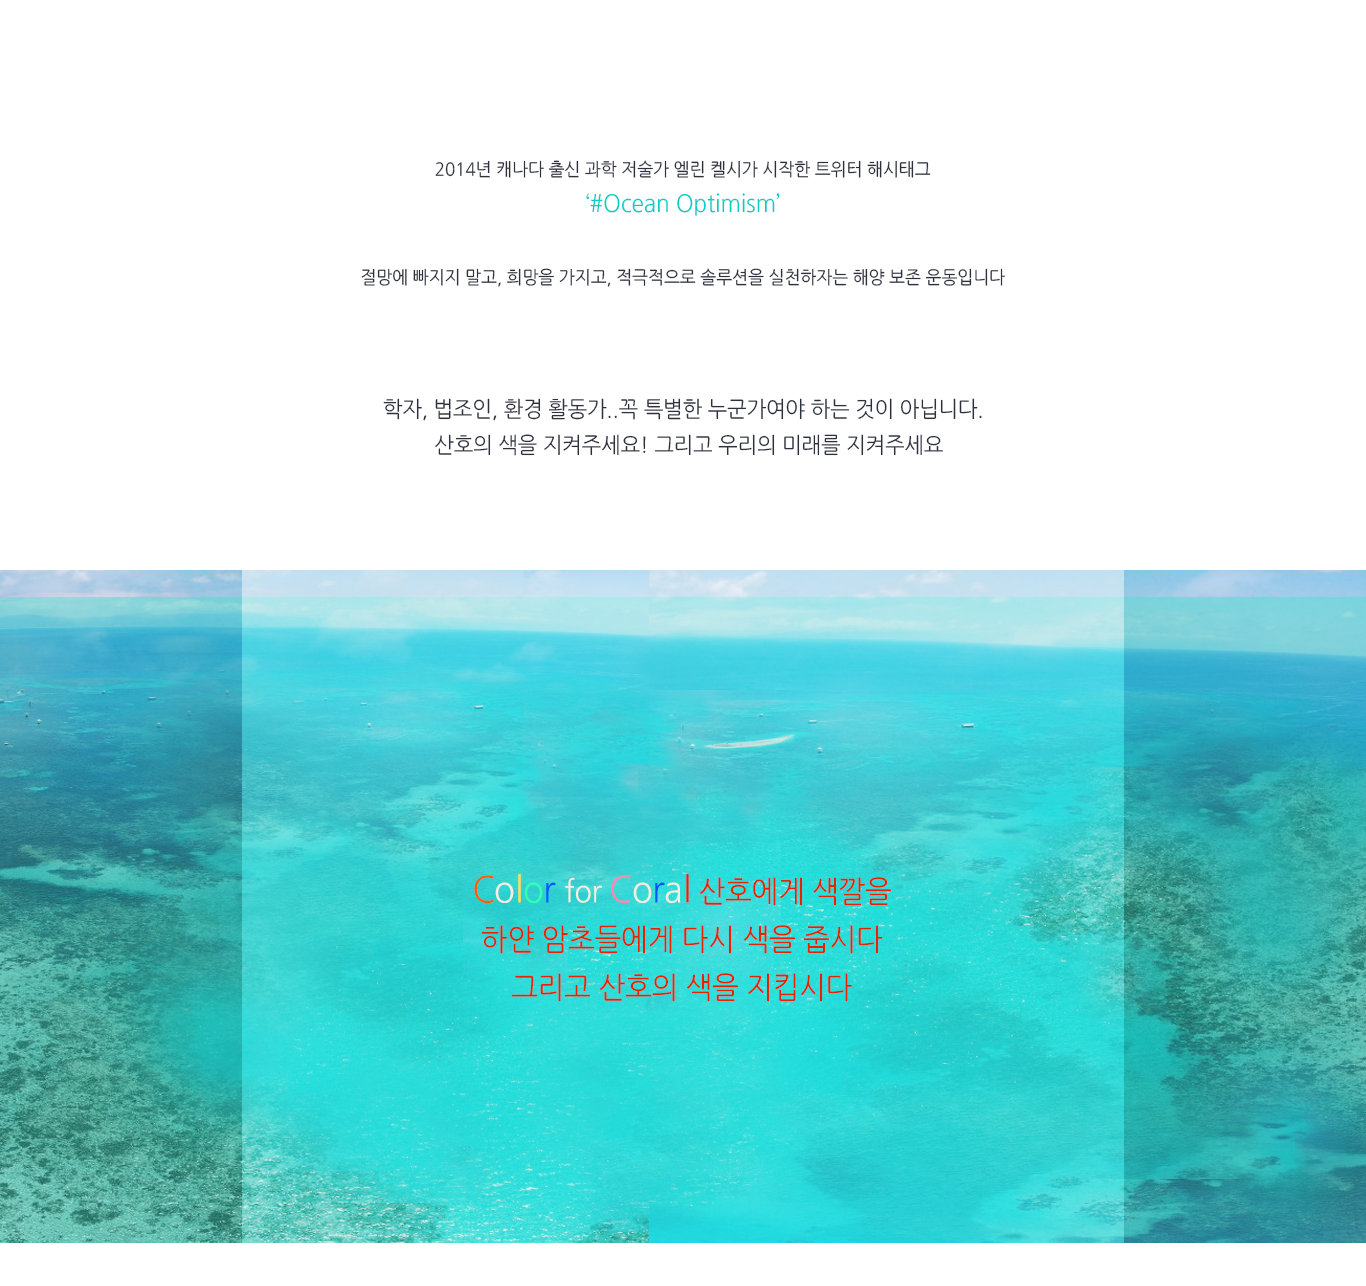 2014년 캐나다 출신 과학 저술가 엘린 켈시가 시작한 트위터 해시태그
‘#Ocean Optimism’
절망에 빠지지 말고, 희망을 가지고, 적극적으로 솔루션을 실천하자는 해양 보존 운동입니다
학자, 법조인, 환경 활동가..꼭 특별한 누군가여야 하는 것이 아닙니다.
산호의 색을 지켜주세요! 그리고 우리의 미래를 지켜주세요
Color for Coral 산호에게 색깔을
하얀 암초들에게 다시 색을 줍시다
그리고 산호의 색을 지킵시다